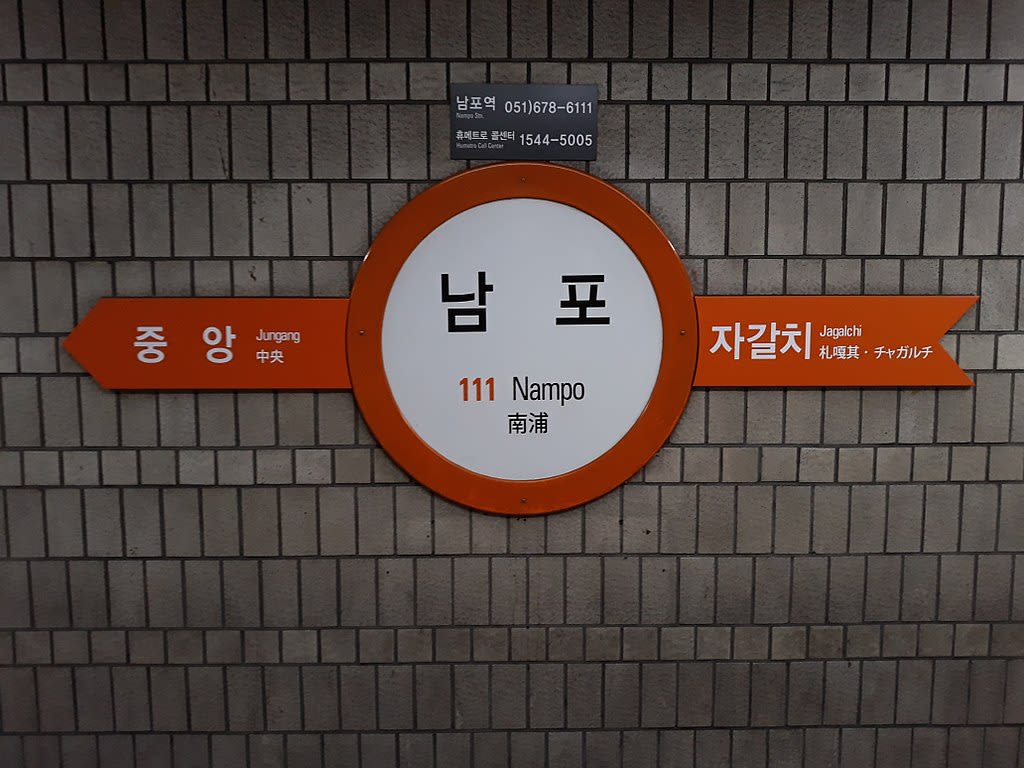 남포역 051)678-6111
Nampo Stn.
휴메트로 콜센터 1544-5005
Humetro Call Center
중앙 Jungang
中央
남포
111 Nampo
南浦
자갈치 Jagalchi
札嘎其・チャガルチ